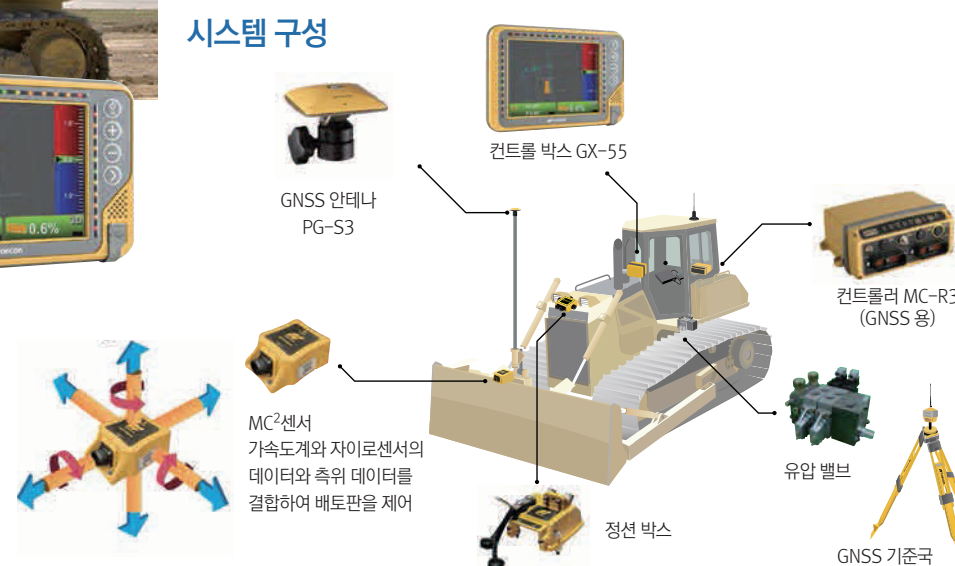 시스템 구성
컨트롤 박스 GX-55
GNSS 안테나
PG-S3
0.6%
컨트롤러 MC-R3
(GNSS 용)
MC²센서
가속도계와 자이로센서의
데이터와 측위 데이터를
결합하여 배토판을 제어
유압 밸브
정션 박스
GNSS 기준국